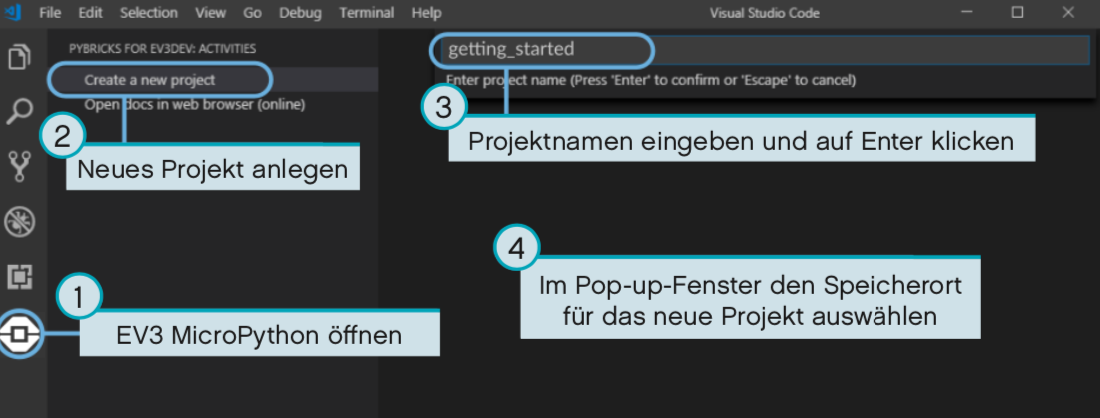 File Edit Selection View Go Debug Terminal Help
Visual Studio Code
PYBRICKS FOR EV3DEV: ACTIVITIES
Create a new project
Open docs in web browser (online)
getting_started
Enter project name (Press 'Enter' to confirm or 'Escape' to cancel)
3
Projektnamen eingeben und auf Enter klicken
2
Neues Projekt anlegen
4
Im Pop-up-Fenster den Speicherort
für das neue Projekt auswählen
1
EV3 MicroPython öffnen